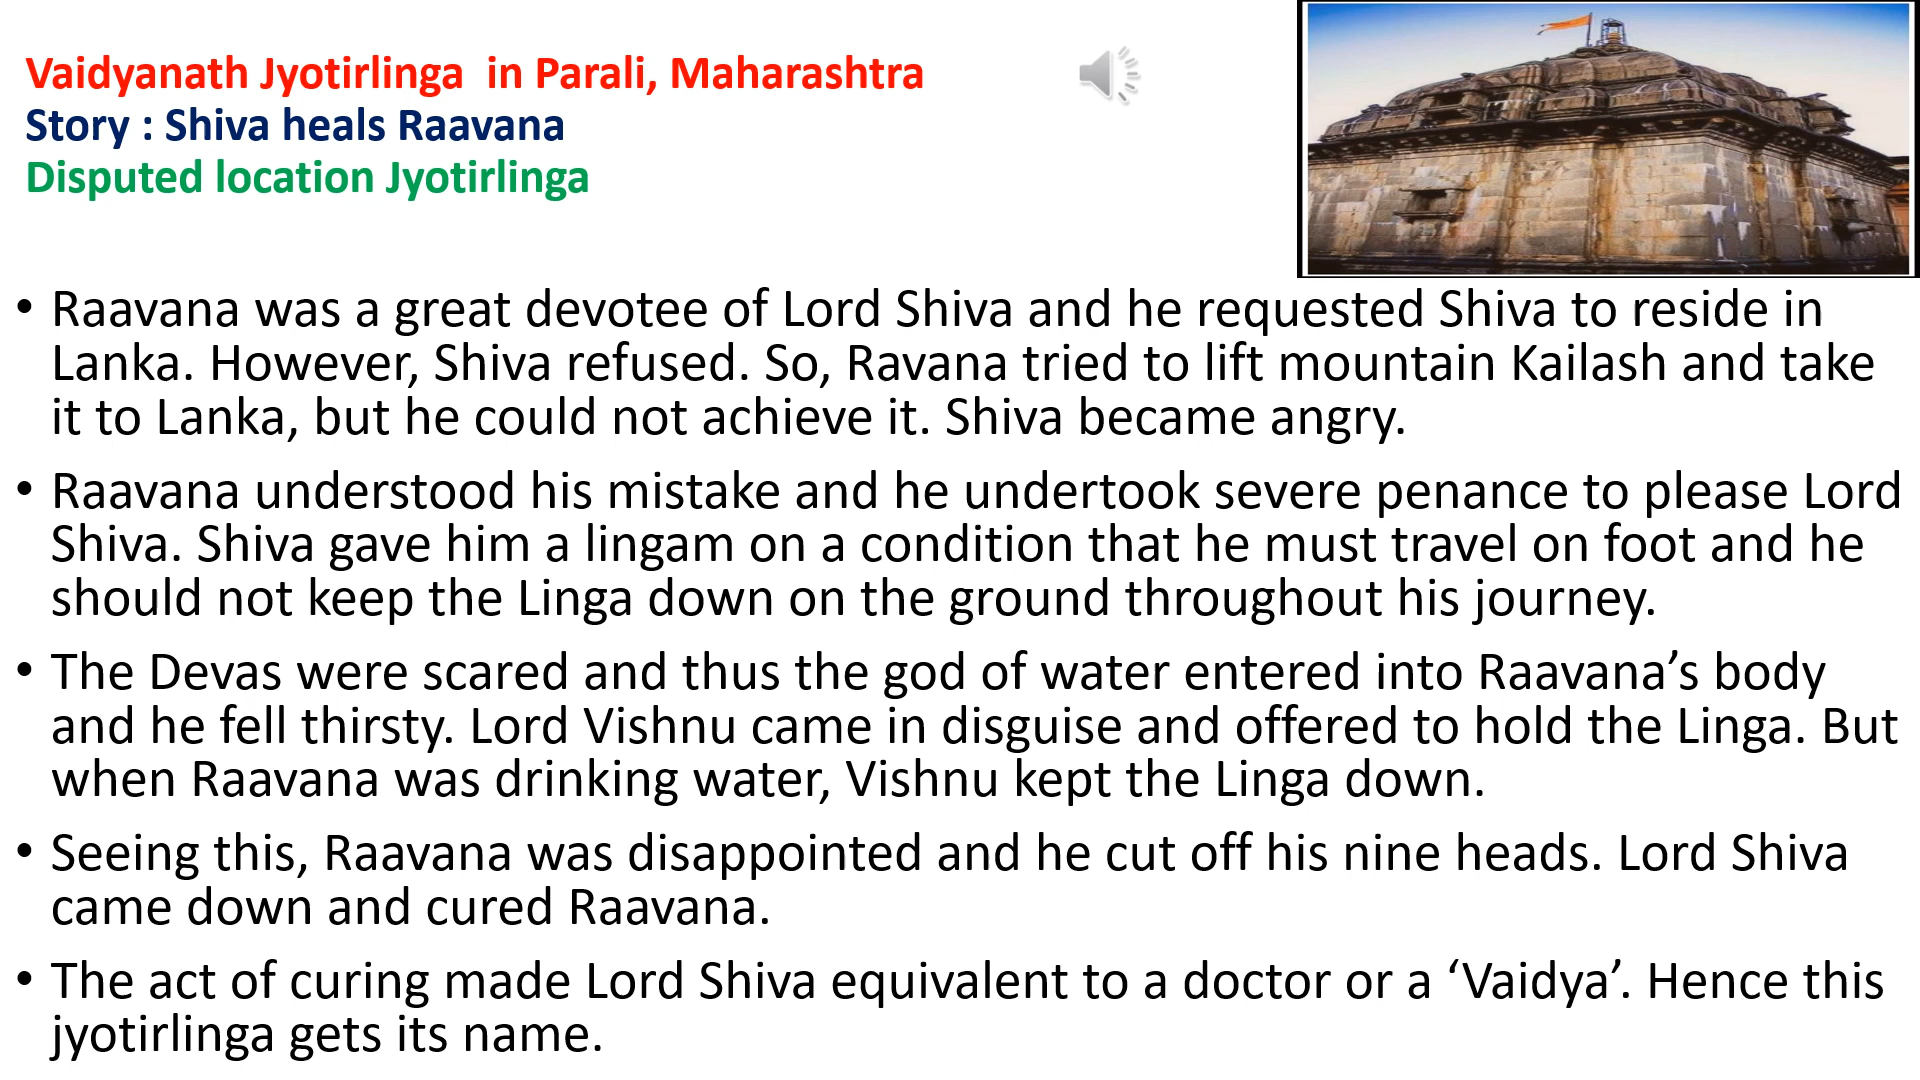 Vaidyanath Jyotirlinga  in Parali, Maharashtra
Story : Shiva heals Raavana
Disputed location Jyotirlinga
• Raavana was a great devotee of Lord Shiva and he requested Shiva to reside in
Lanka. However, Shiva refused. So, Ravana tried to lift mountain Kailash and take
it to Lanka, but he could not achieve it. Shiva became angry.
• Raavana understood his mistake and he undertook severe penance to please Lord
Shiva. Shiva gave him a lingam on a condition that he must travel on foot and he
should not keep the Linga down on the ground throughout his journey.
• The Devas were scared and thus the god of water entered into Raavana’s body
and he fell thirsty. Lord Vishnu came in disguise and offered to hold the Linga. But
when Raavana was drinking water, Vishnu kept the Linga down.
• Seeing this, Raavana was disappointed and he cut off his nine heads. Lord Shiva
came down and cured Raavana.
• The act of curing made Lord Shiva equivalent to a doctor or a ‘Vaidya’. Hence this
jyotirlinga gets its name.